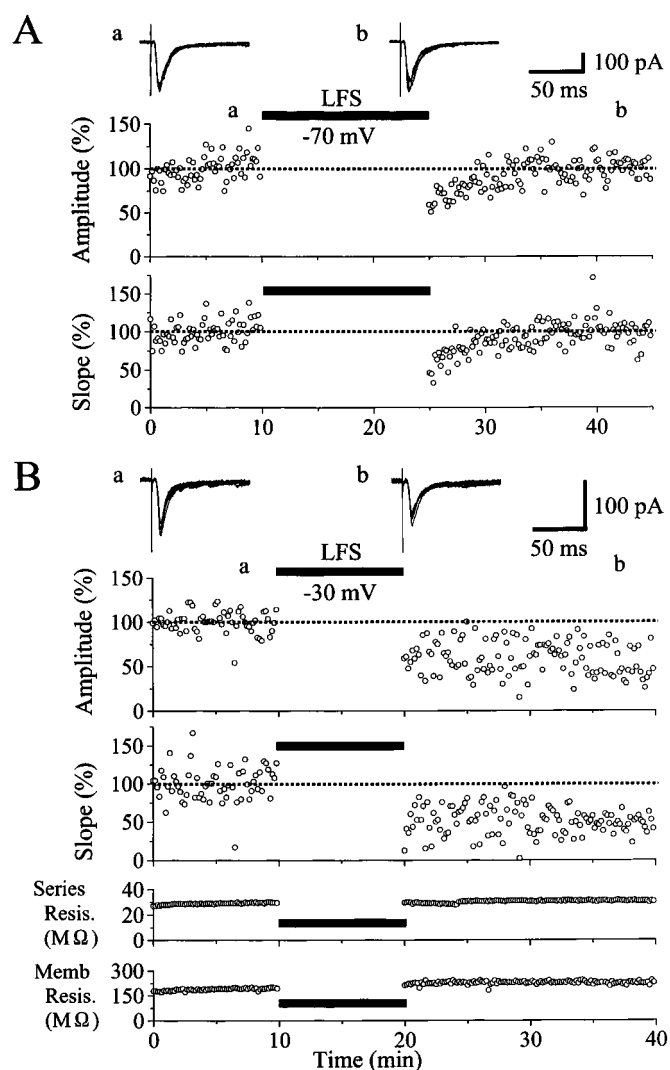 A
a
b
100 pA
50 ms
LFS
a
b
-70 mV
Amplitude (%)
150
100
50
0
Slope (%)
150
100
50
0
0 10 20 30 40
B
a
b
100 pA
50 ms
LFS
a
b
-30 mV
Amplitude (%)
150
100
50
0
Slope (%)
150
100
50
0
Series
Resis.
(MΩ)
40
20
0
Memb
Resis.
(MΩ)
300
150
0
0 10 20 30 40
Time (min)